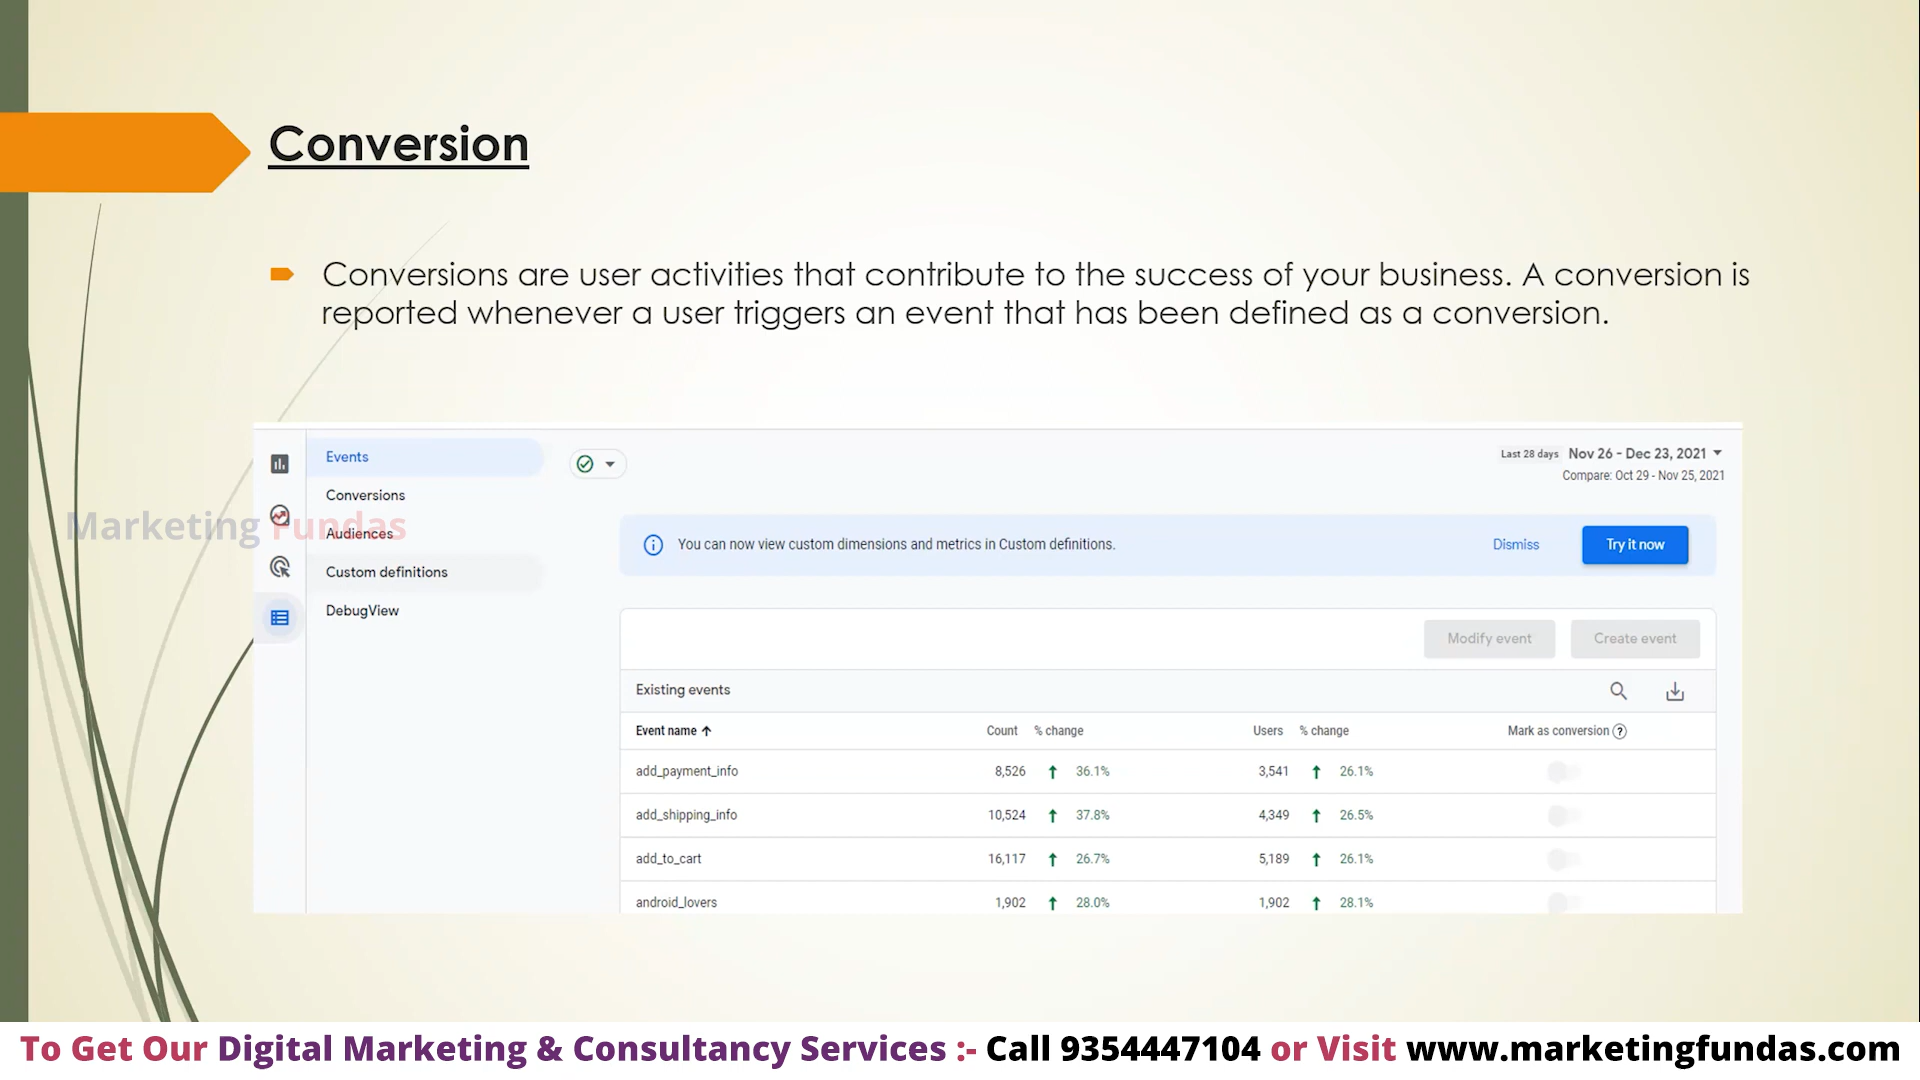 Conversion
Conversions are user activities that contribute to the success of your business. A conversion is
reported whenever a user triggers an event that has been defined as a conversion.
Events
Conversions
Audiences
Custom definitions
DebugView
Marketing Fundas
Last 28 days Nov 26 - Dec 23, 2021
Compare: Oct 29 - Nov 25, 2021
You can now view custom dimensions and metrics in Custom definitions. Dismiss Try it now
Modify event Create event
Existing events
Event name Count % change Users % change Mark as conversion ?
add_payment_info 8,526 36.1% 3,541 26.1%
add_shipping_info 10,524 37.8% 4,349 26.5%
add_to_cart 16,117 26.7% 5,189 26.1%
android_lovers 1,902 28.0% 1,902 28.1%
To Get Our Digital Marketing & Consultancy Services :- Call 9354447104 or Visit www.marketingfundas.com